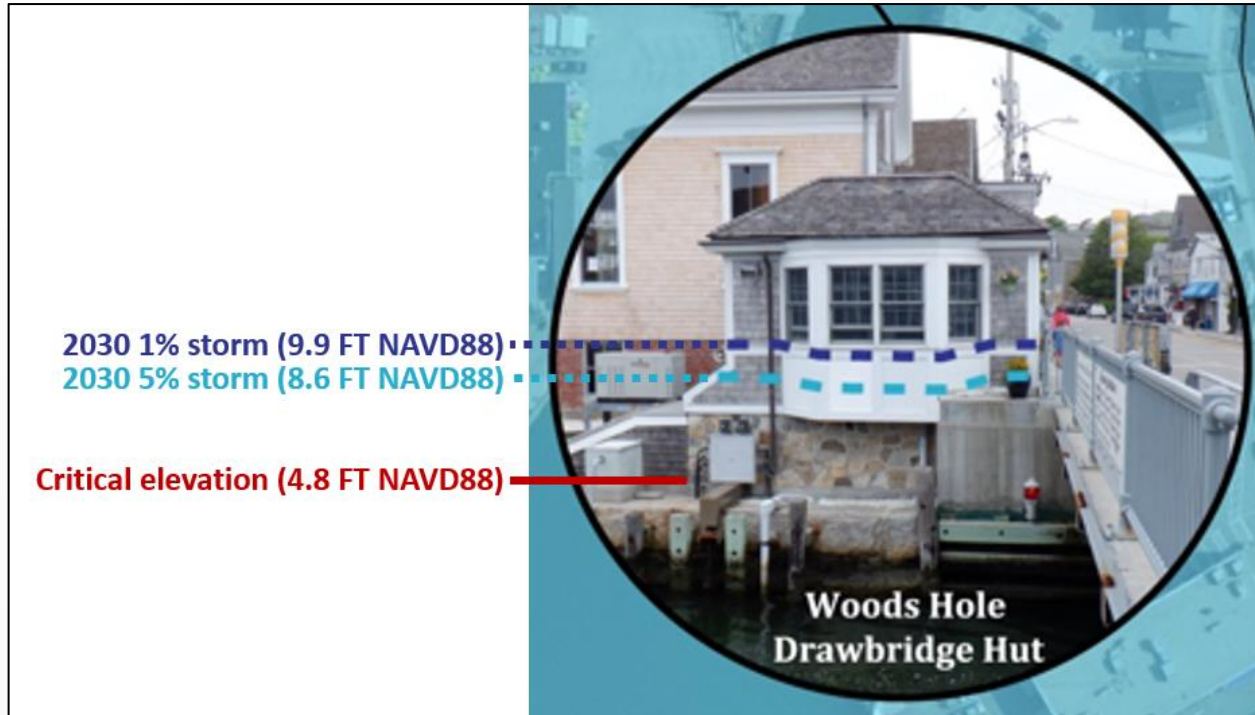 2030 1% storm (9.9 FT NAVD88)
2030 5% storm (8.6 FT NAVD88)
Critical elevation (4.8 FT NAVD88)
Woods Hole
Drawbridge Hut